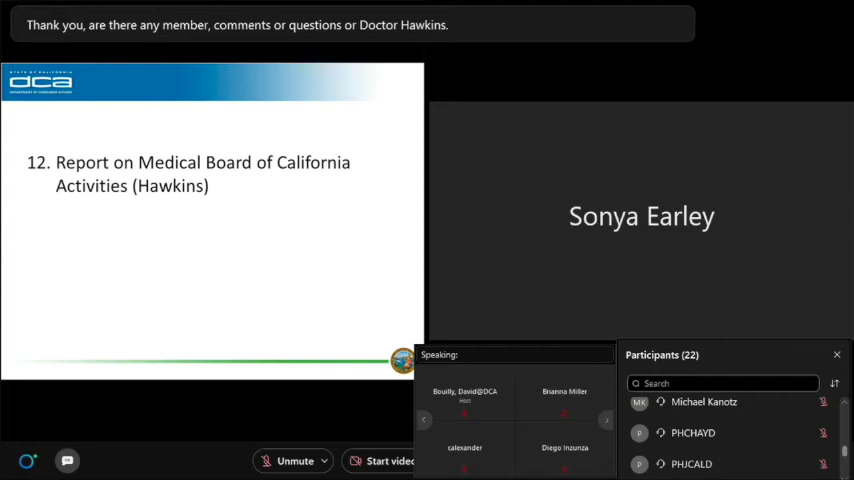 Thank you, are there any member, comments or questions or Doctor Hawkins.
STATE OF CALIFORNIA
dca
DEPARTMENT OF CONSUMER AFFAIRS
12. Report on Medical Board of California
Activities (Hawkins)
Sonya Earley
Speaking:
Bouilly, David@DCA
Host
Brianna Miller
calexander
Diego Inzunza
Participants (22)
Search
MK Michael Kanotz
P PHCHAYD
P PHJCALD
Unmute
Start video